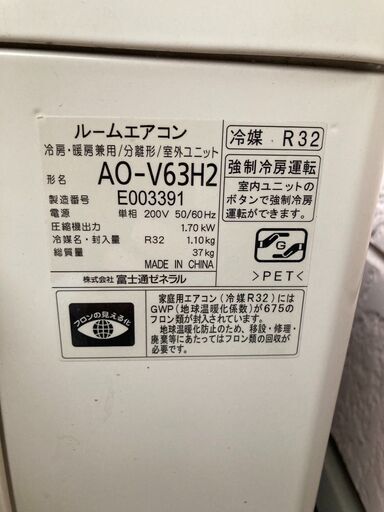 ルームエアコン
冷房・暖房兼用/分離形/室外ユニット
形名 AO-V63H2
製造番号 E003391
電源 単相 200V 50/60Hz
圧縮機出力 1.70kW
冷媒名・封入量 R32 1.10kg
総質量 37kg
MADE IN CHINA
株式会社 富士通ゼネラル
冷媒 R32
強制冷房運転
室内ユニットの
ボタンで強制冷房
運転ができます。
G
>PET<
フロンの見える化
家庭用エアコン(冷媒R32)には
GWP(地球温暖化係数)が675の
フロン類が封入されています。
地球温暖化防止のため、移設・修理・
廃棄等にあたってはフロン類の回収が
必要です。